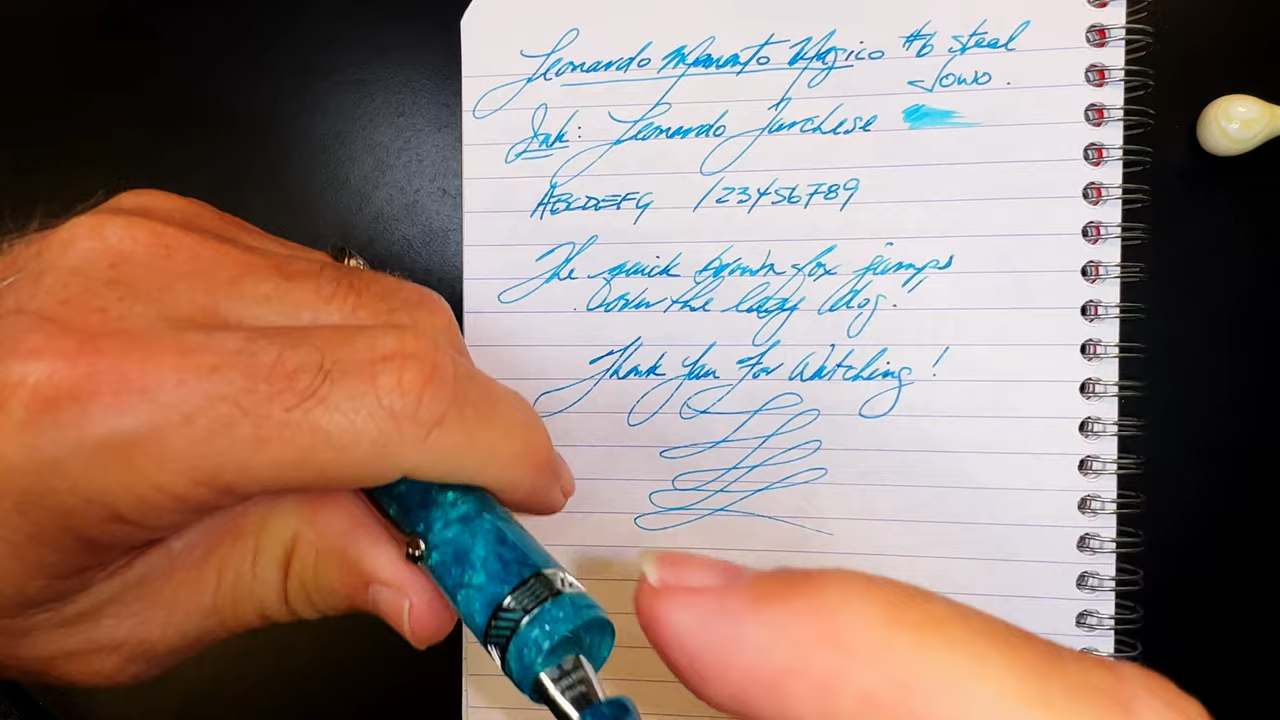 Leonardo Momento Magico #6 steel
Jowo.
Ink: Leonardo Turchese
ABCDEFG 123456789
The quick brown fox jumps
over the lazy dog.
Thank You For Watching!